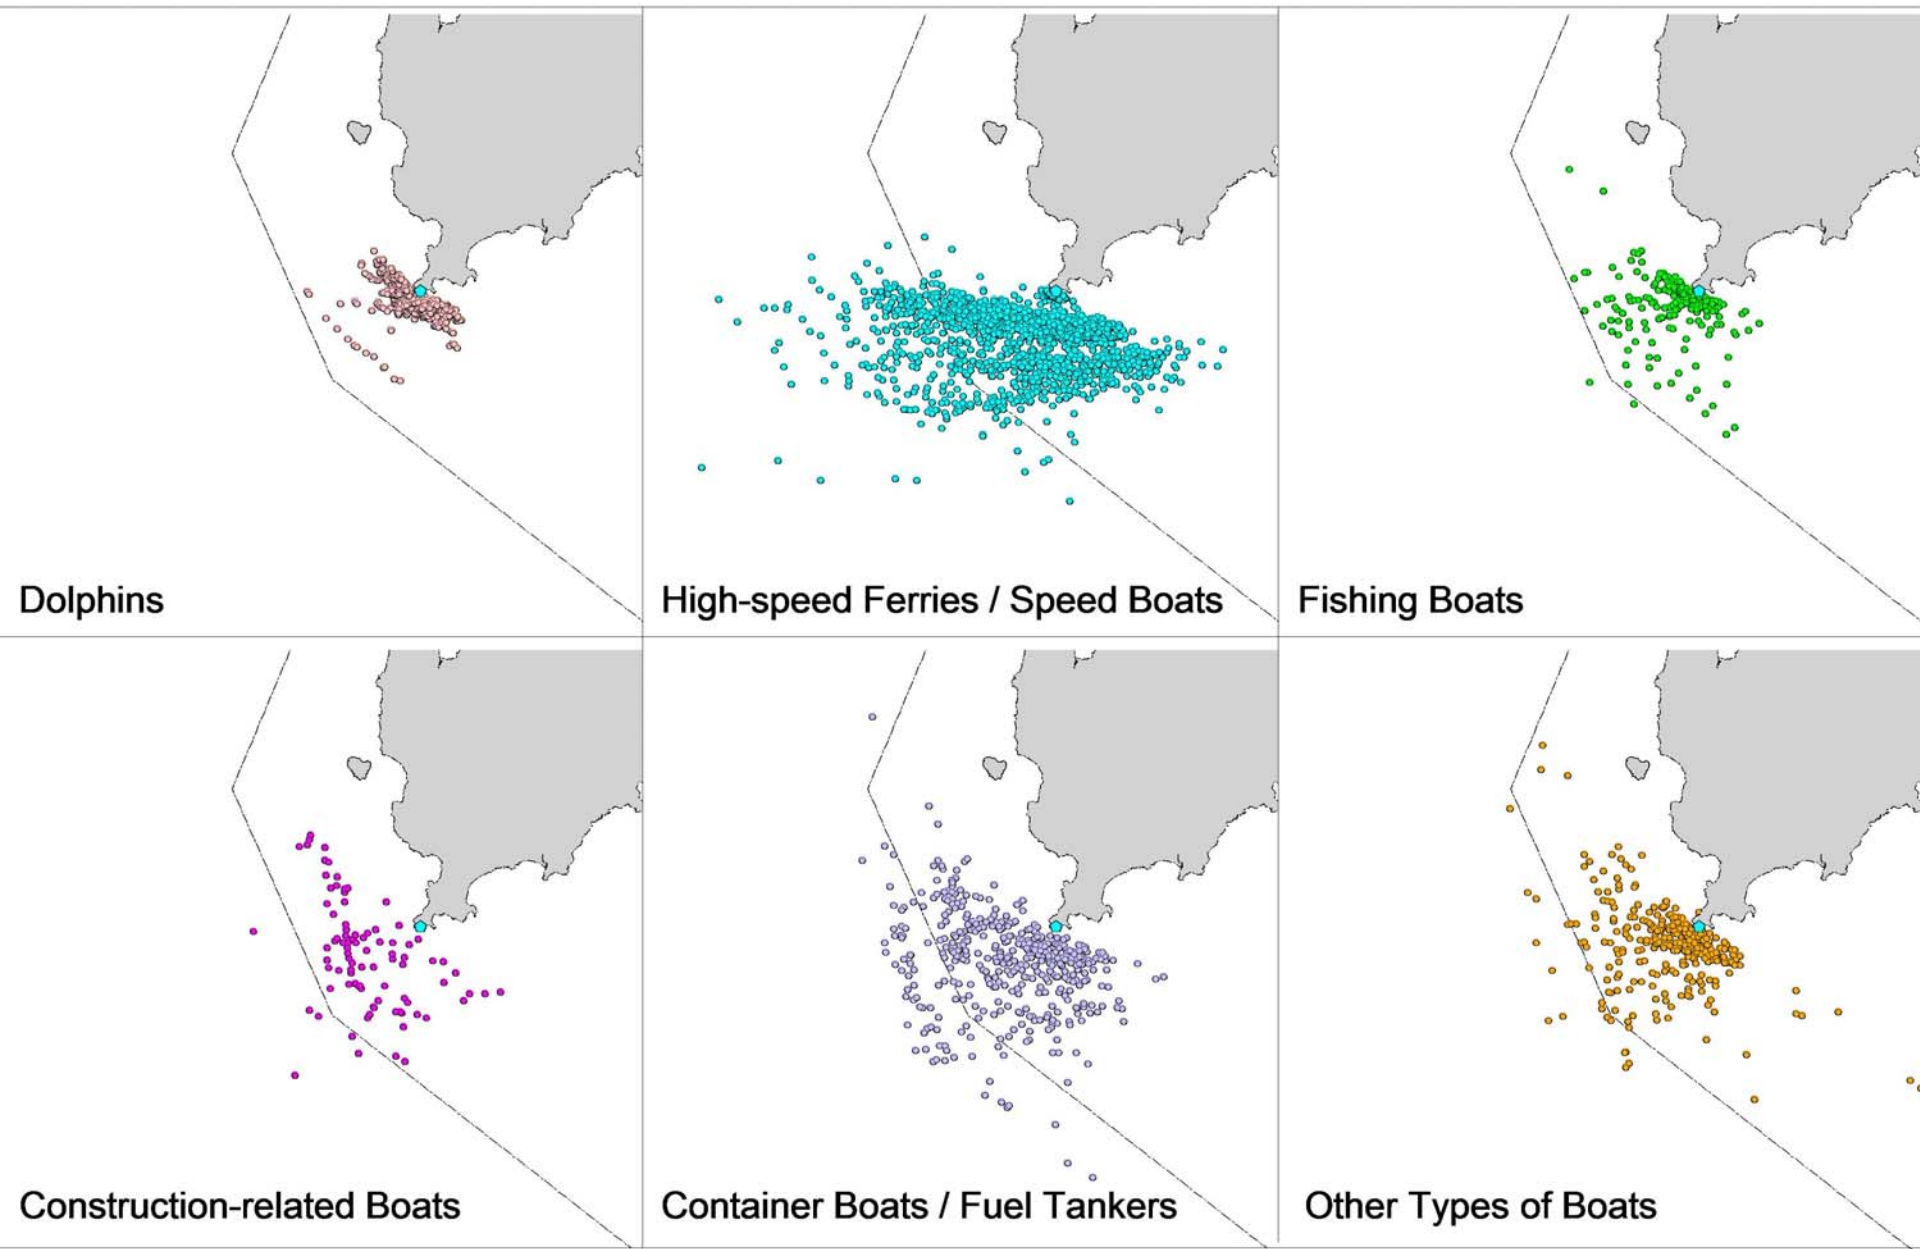 Dolphins
High-speed Ferries / Speed Boats
Fishing Boats
Construction-related Boats
Container Boats / Fuel Tankers
Other Types of Boats